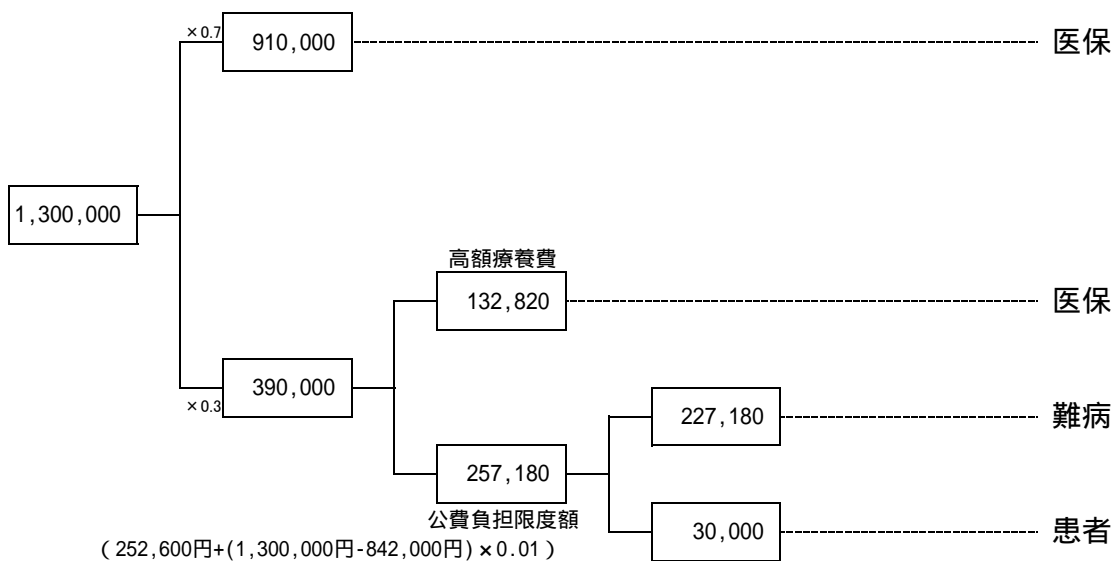 ×0.7
910,000
医保
1,300,000
高額療養費
132,820
医保
390,000
×0.3
227,180
難病
257,180
公費負担限度額
30,000
患者
(252,600円+(1,300,000円-842,000円)×0.01)